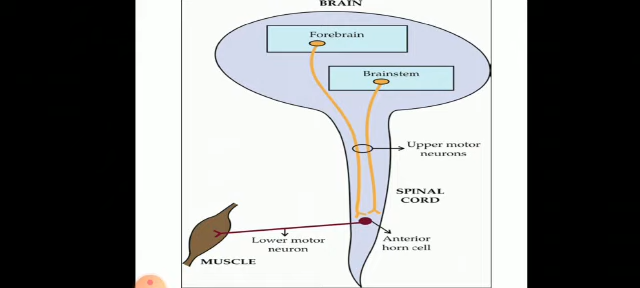 BRAIN
Forebrain
Brainstem
Upper motor
neurons
SPINAL
CORD
Lower motor
neuron
Anterior
horn cell
MUSCLE